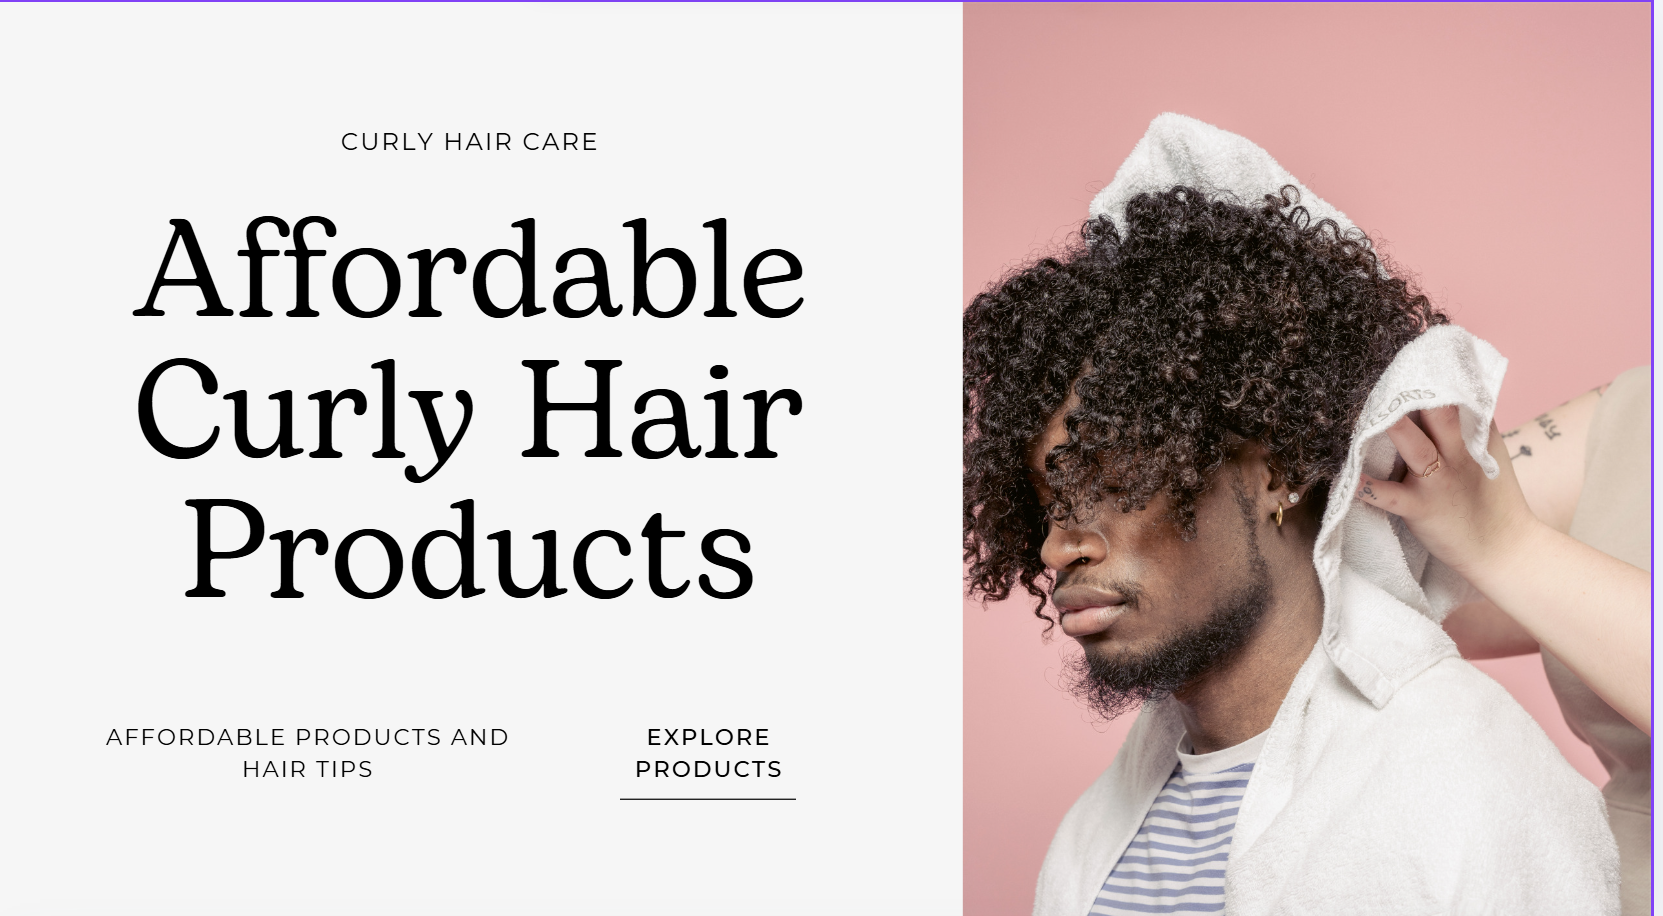 CURLY HAIR CARE
Affordable
Curly Hair
Products
AFFORDABLE PRODUCTS AND
HAIR TIPS
EXPLORE
PRODUCTS